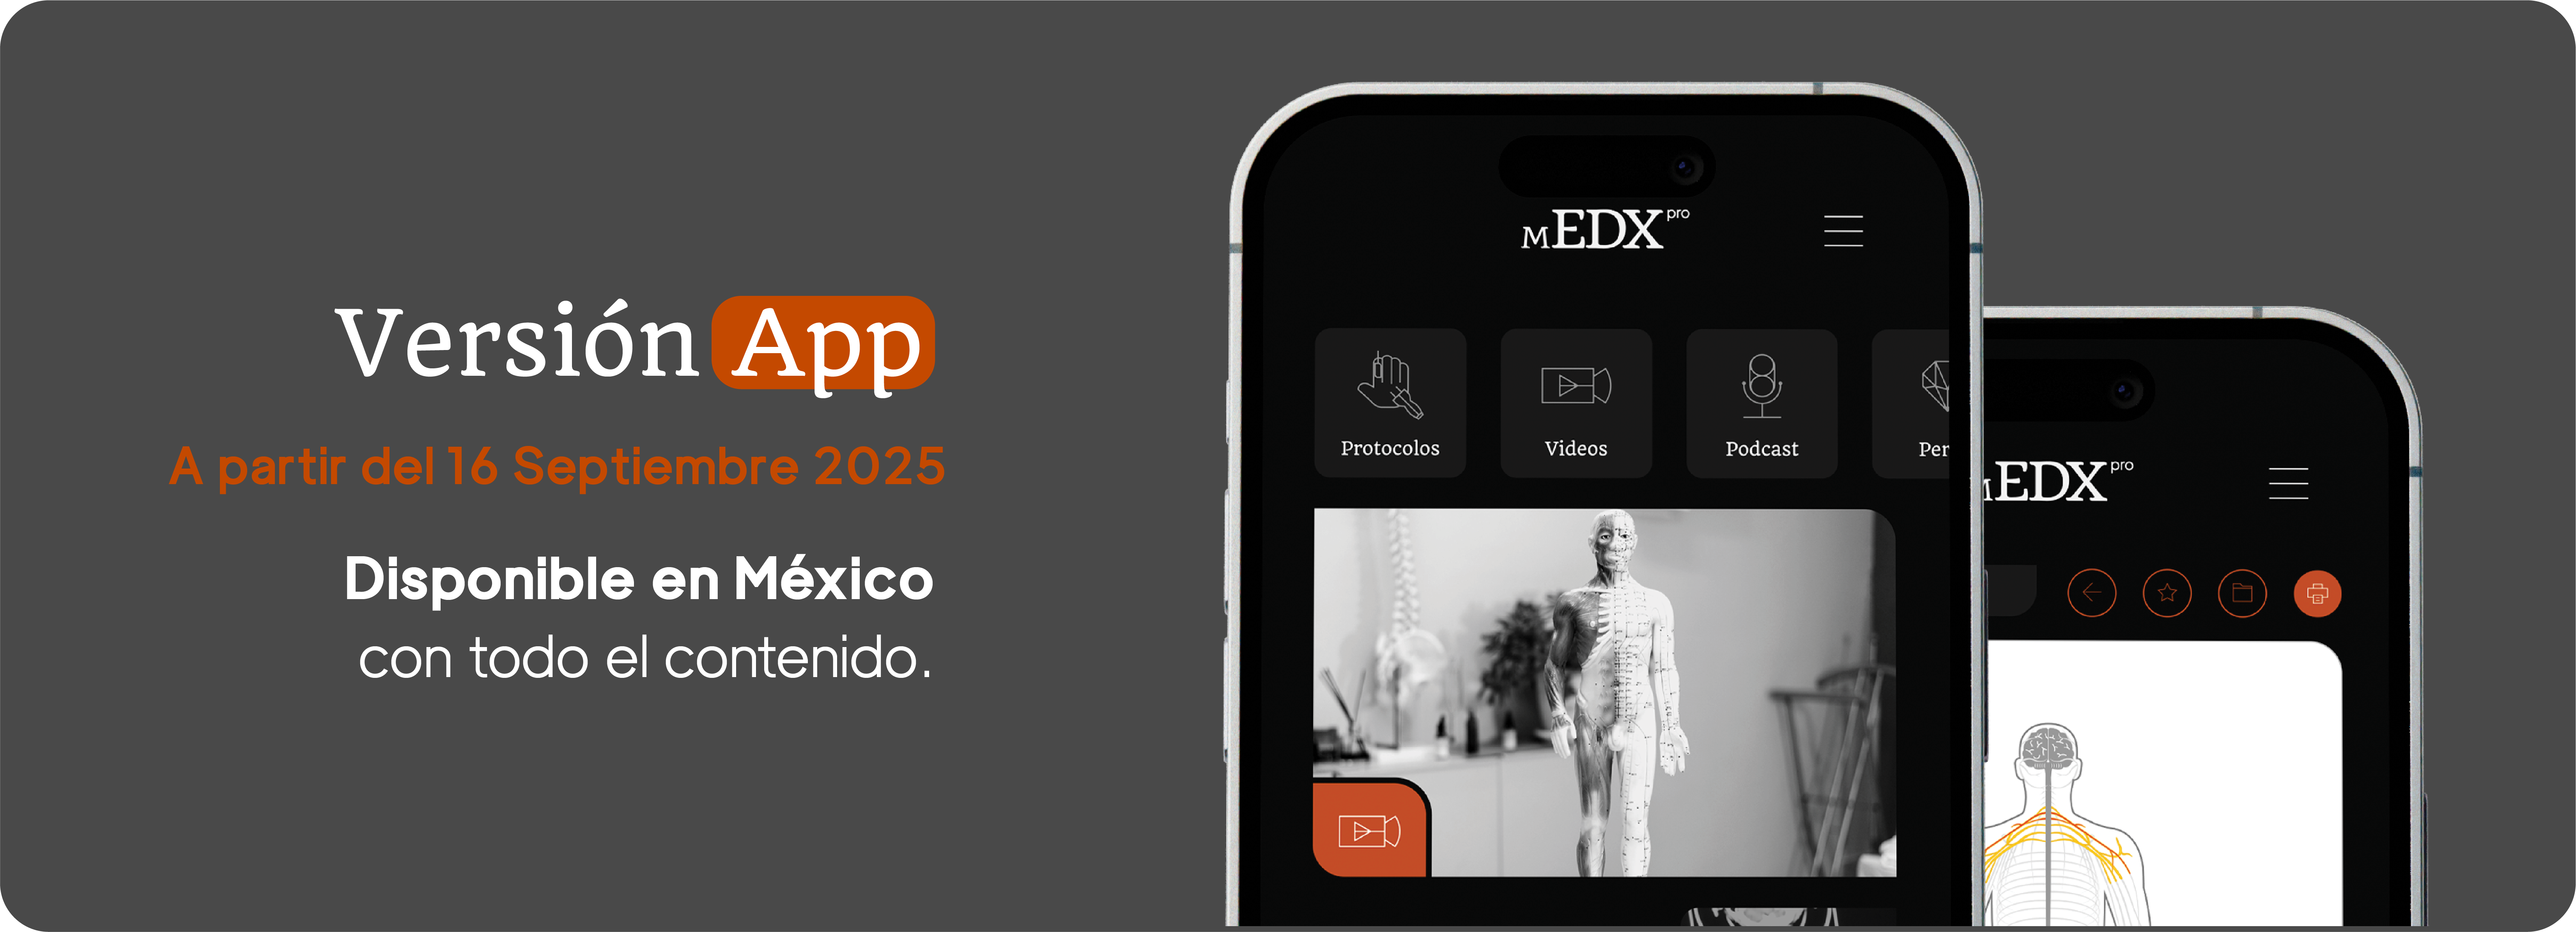 Versión App
A partir del 16 Septiembre 2025
Disponible en México
con todo el contenido.
MEDX pro
Protocolos
Videos
Podcast
Per
MEDX pro